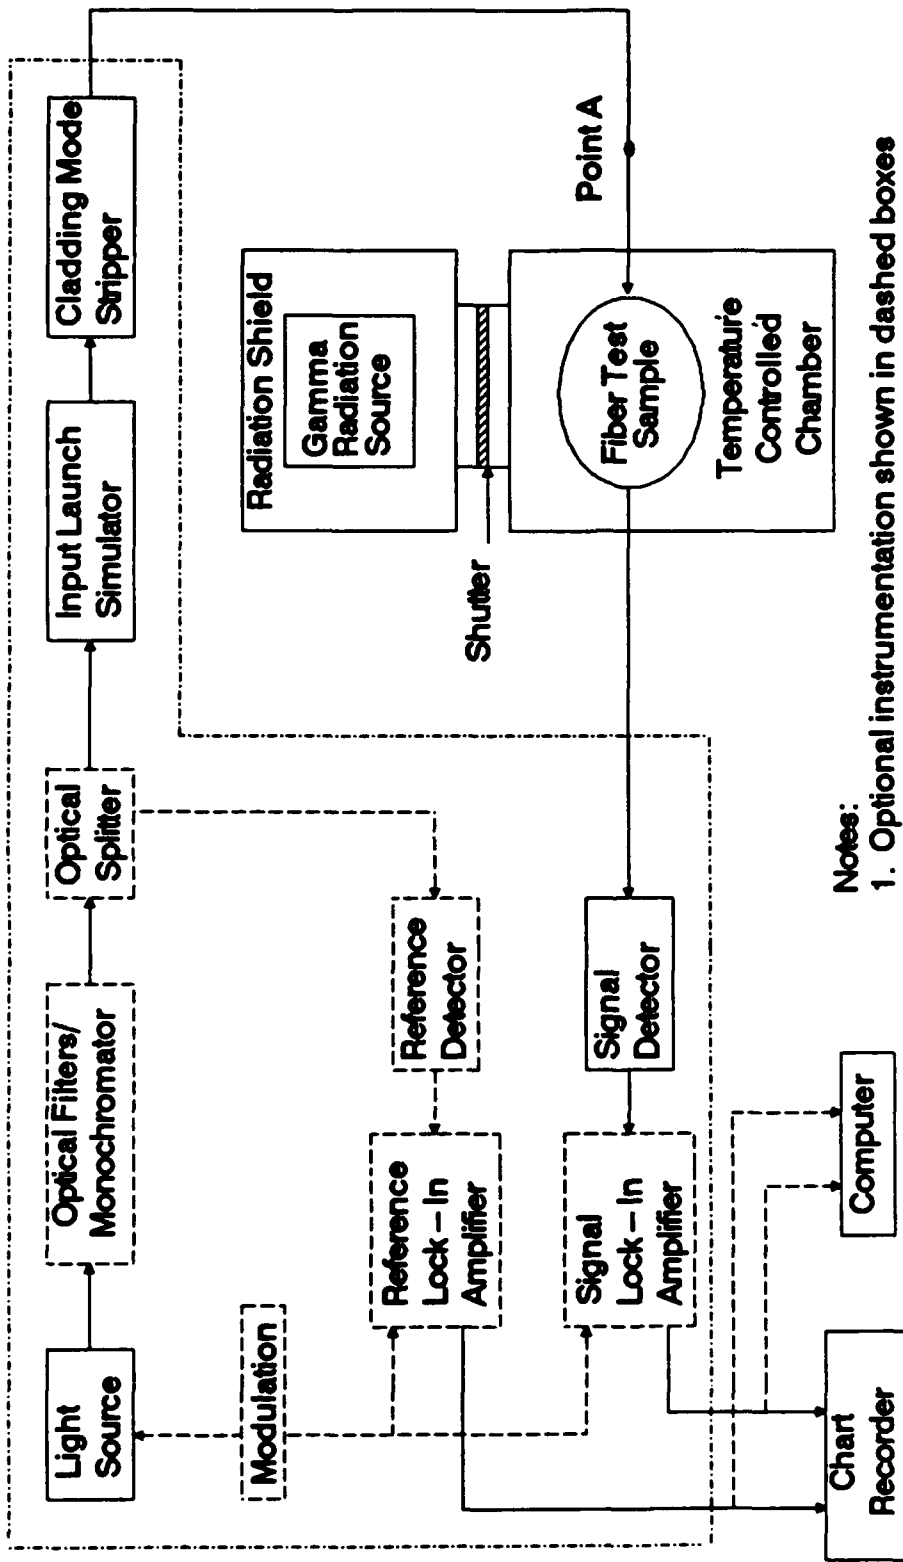 Light
Source
Optical Filters/
Monochromator
Optical
Splitter
Input Launch
Simulator
Cladding Mode
Stripper
Modulation
Reference
Lock – In
Amplifier
Reference
Detector
Signal
Lock – In
Amplifier
Signal
Detector
Shutter
Radiation Shield
Gamma
Radiation
Source
Fiber Test
Sample
Temperature
Controlled
Chamber
Point A
Chart
Recorder
Computer
Notes:
1. Optional instrumentation shown in dashed boxes